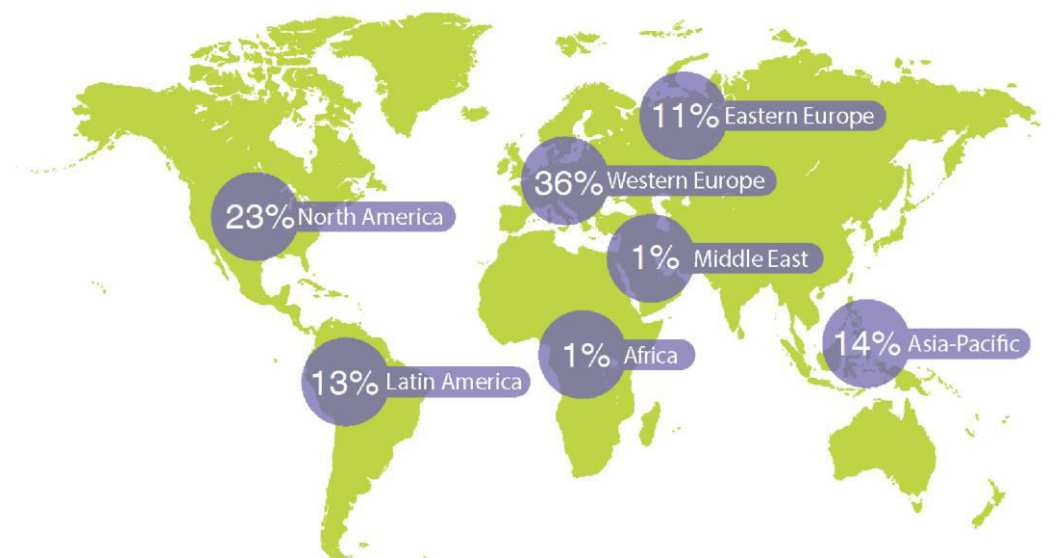 11% Eastern Europe
36% Western Europe
23% North America
1% Middle East
14% Asia-Pacific
1% Africa
13% Latin America